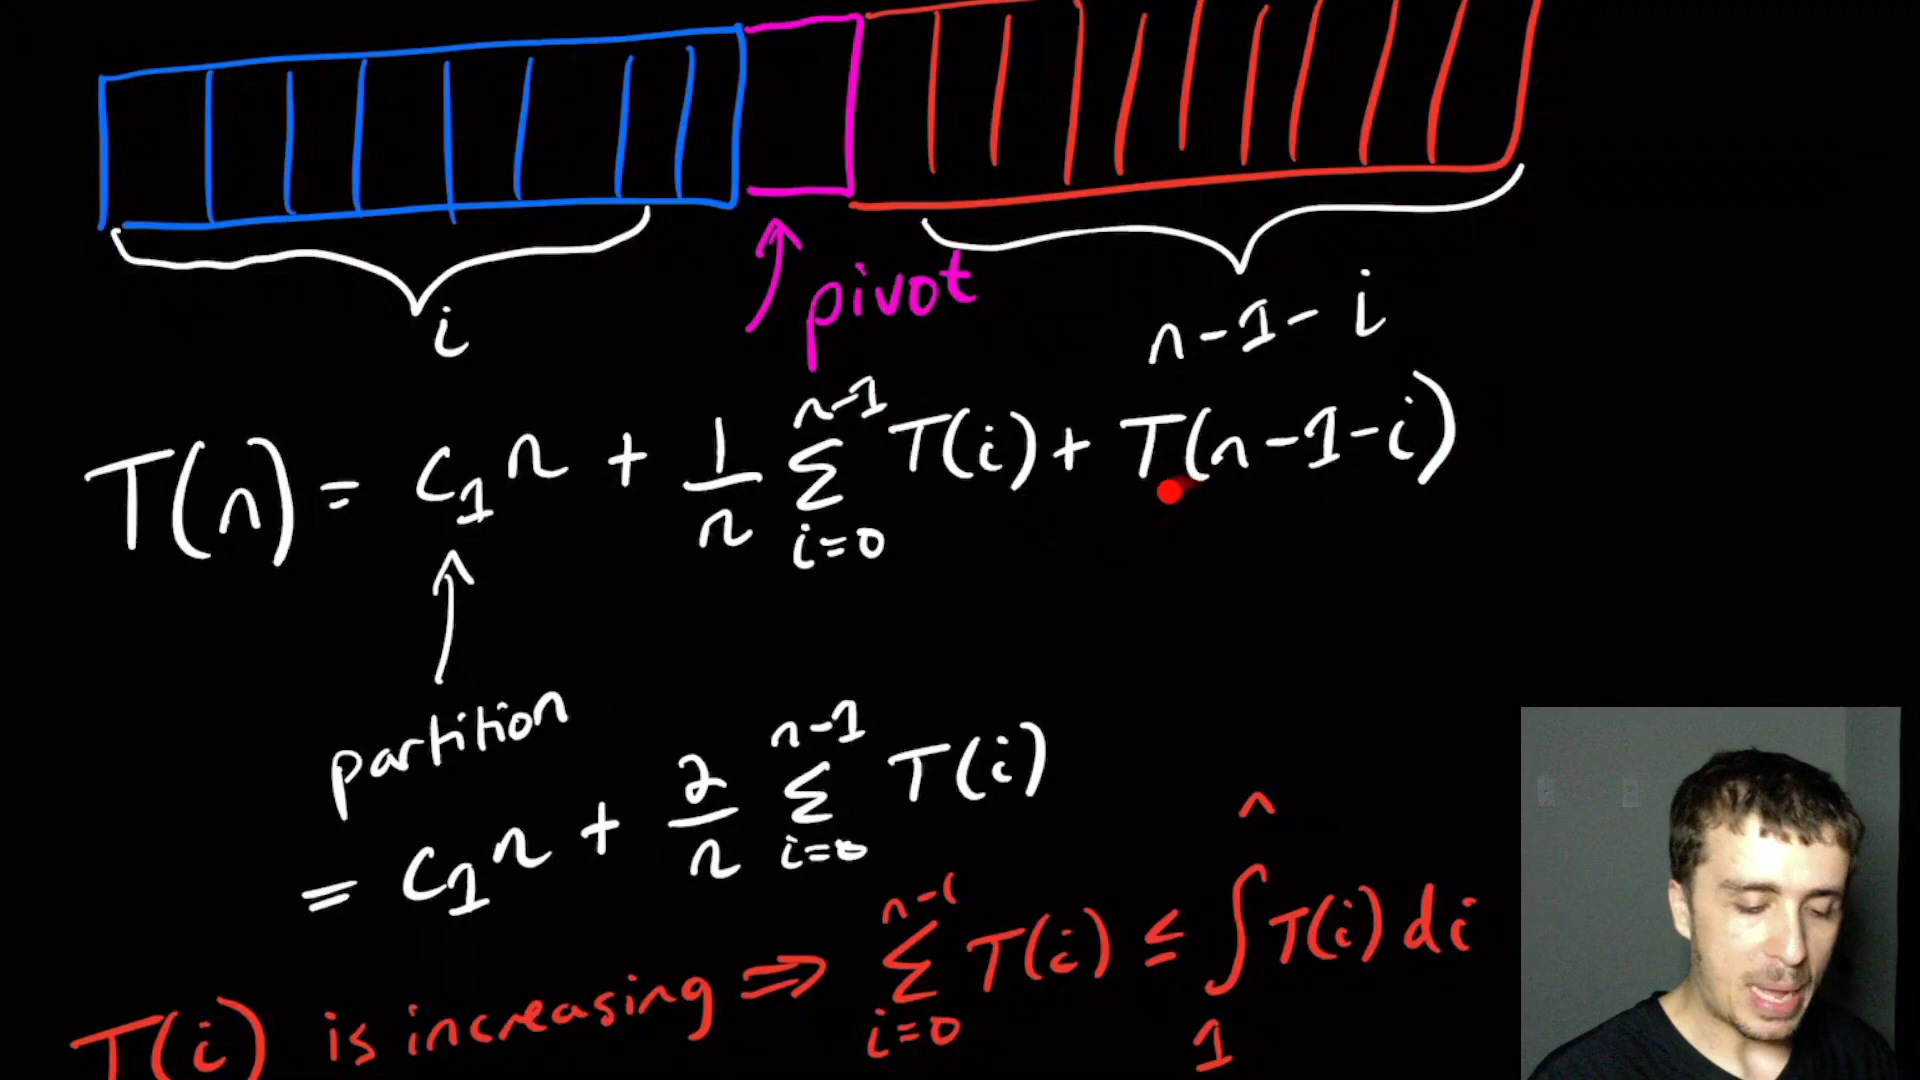 i
pivot
n-1-i
T(n) = c₁n + 1/n Σ_{i=0}^{n-1} T(i) + T(n-1-i)
partition
= c₁n + 2/n Σ_{i=0}^{n-1} T(i)
T(i) is increasing ⇒ Σ_{i=0}^{n-1} T(i) ≤ ∫_1^n T(i) di